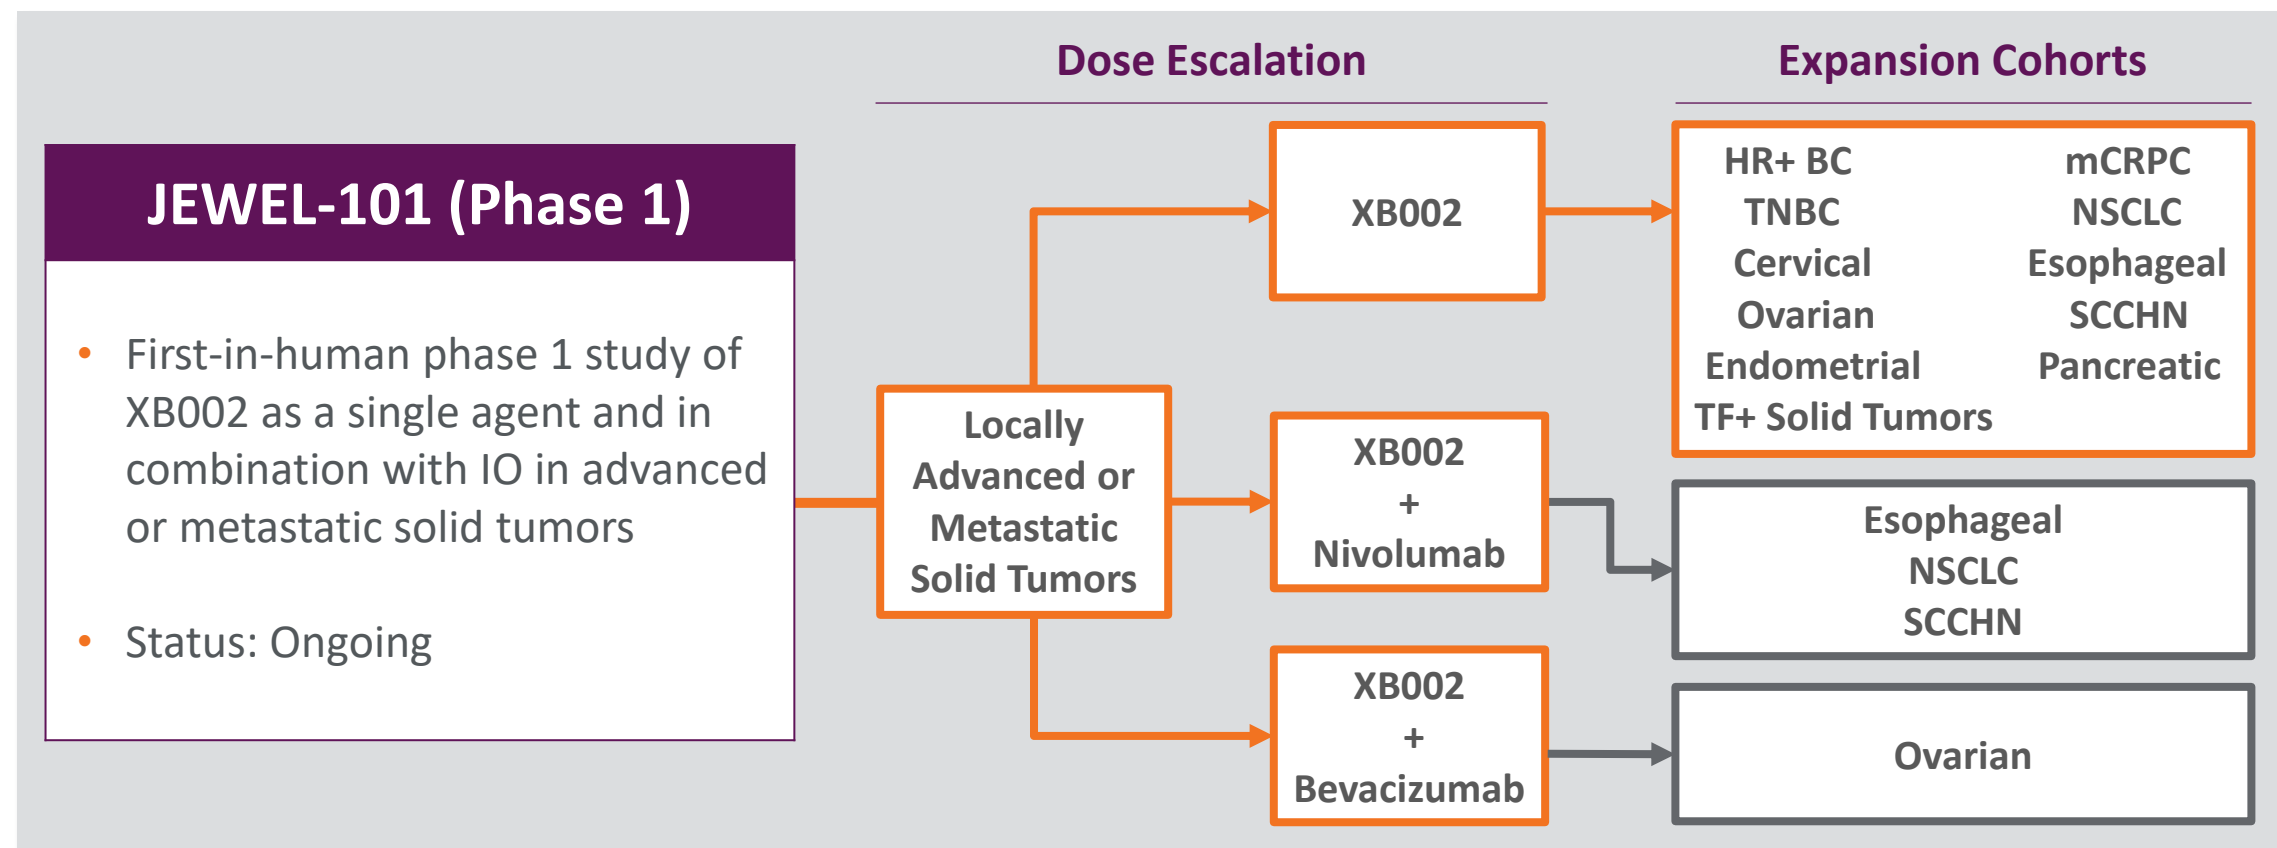 Dose Escalation
Expansion Cohorts
JEWEL-101 (Phase 1)
• First-in-human phase 1 study of
XB002 as a single agent and in
combination with IO in advanced
or metastatic solid tumors
• Status: Ongoing
Locally
Advanced or
Metastatic
Solid Tumors
XB002
XB002
+
Nivolumab
XB002
+
Bevacizumab
HR+ BC
TNBC
Cervical
Ovarian
Endometrial
TF+ Solid Tumors
mCRPC
NSCLC
Esophageal
SCCHN
Pancreatic
Esophageal
NSCLC
SCCHN
Ovarian